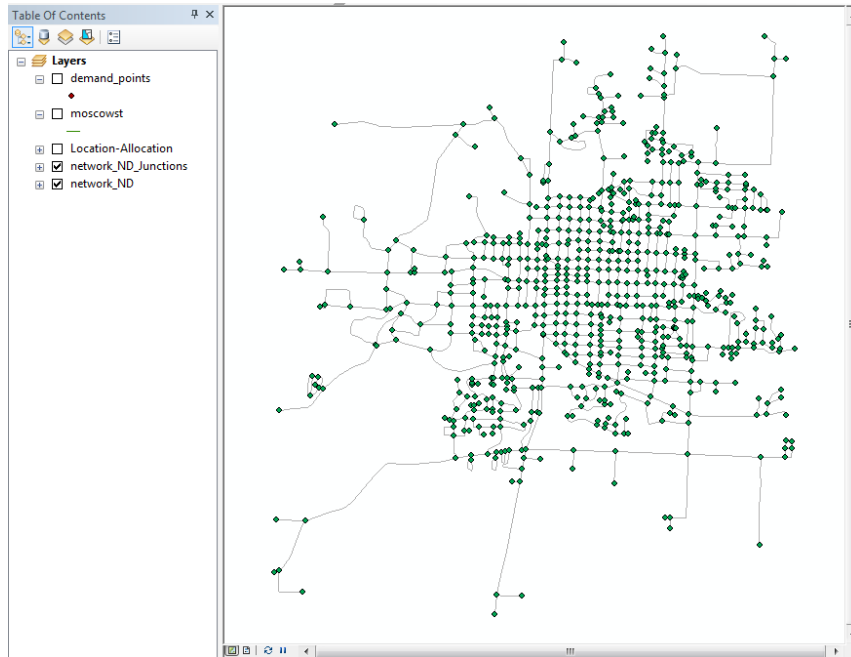 Table Of Contents
Layers
demand_points
moscowst
Location-Allocation
network_ND_Junctions
network_ND